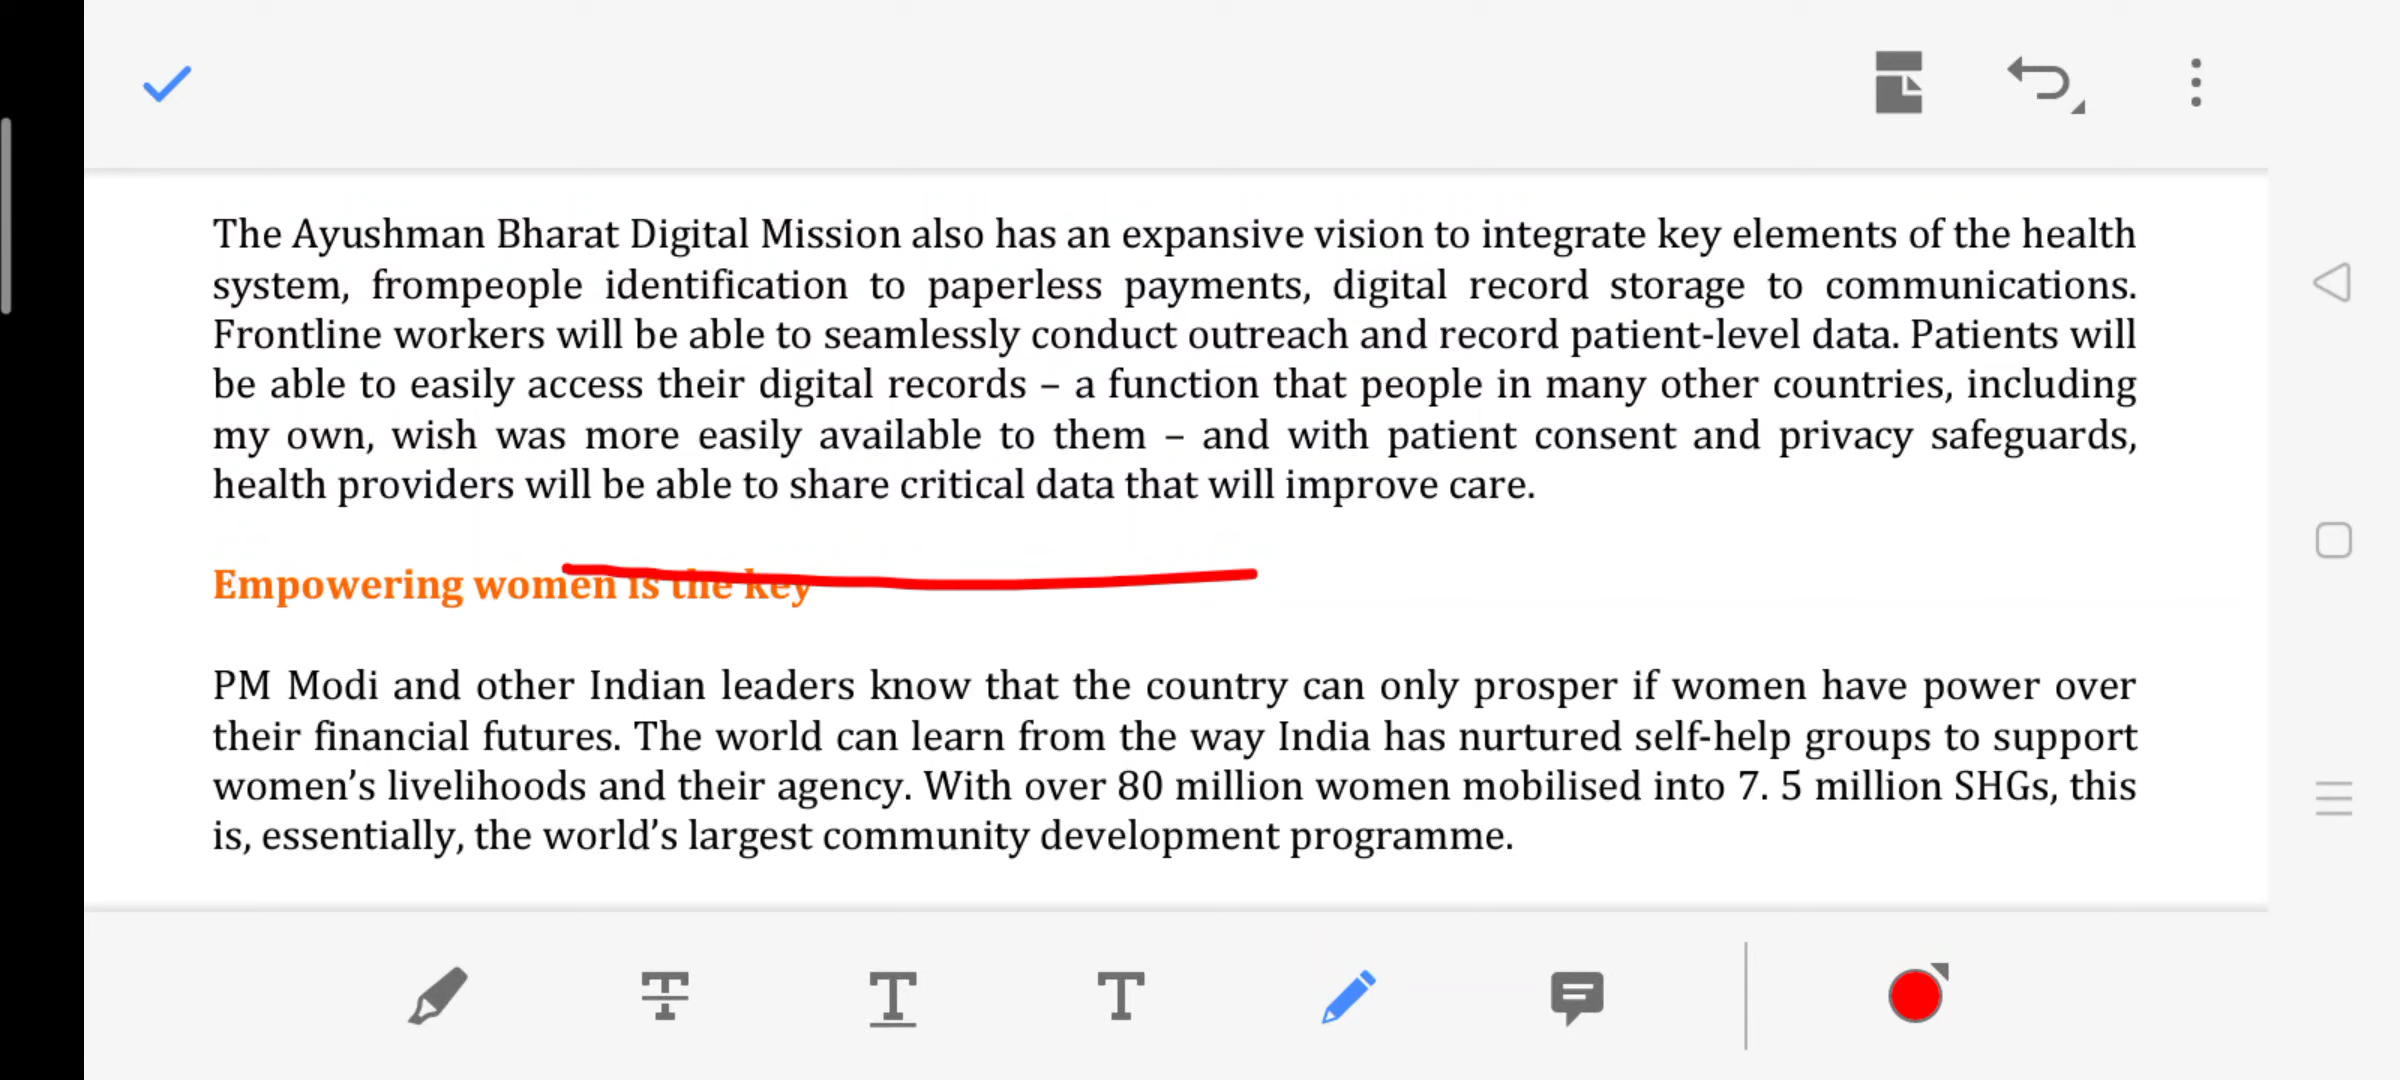 The Ayushman Bharat Digital Mission also has an expansive vision to integrate key elements of the health
system, frompeople identification to paperless payments, digital record storage to communications.
Frontline workers will be able to seamlessly conduct outreach and record patient-level data. Patients will
be able to easily access their digital records – a function that people in many other countries, including
my own, wish was more easily available to them – and with patient consent and privacy safeguards,
health providers will be able to share critical data that will improve care.
Empowering women is the key
PM Modi and other Indian leaders know that the country can only prosper if women have power over
their financial futures. The world can learn from the way India has nurtured self-help groups to support
women’s livelihoods and their agency. With over 80 million women mobilised into 7. 5 million SHGs, this
is, essentially, the world’s largest community development programme.